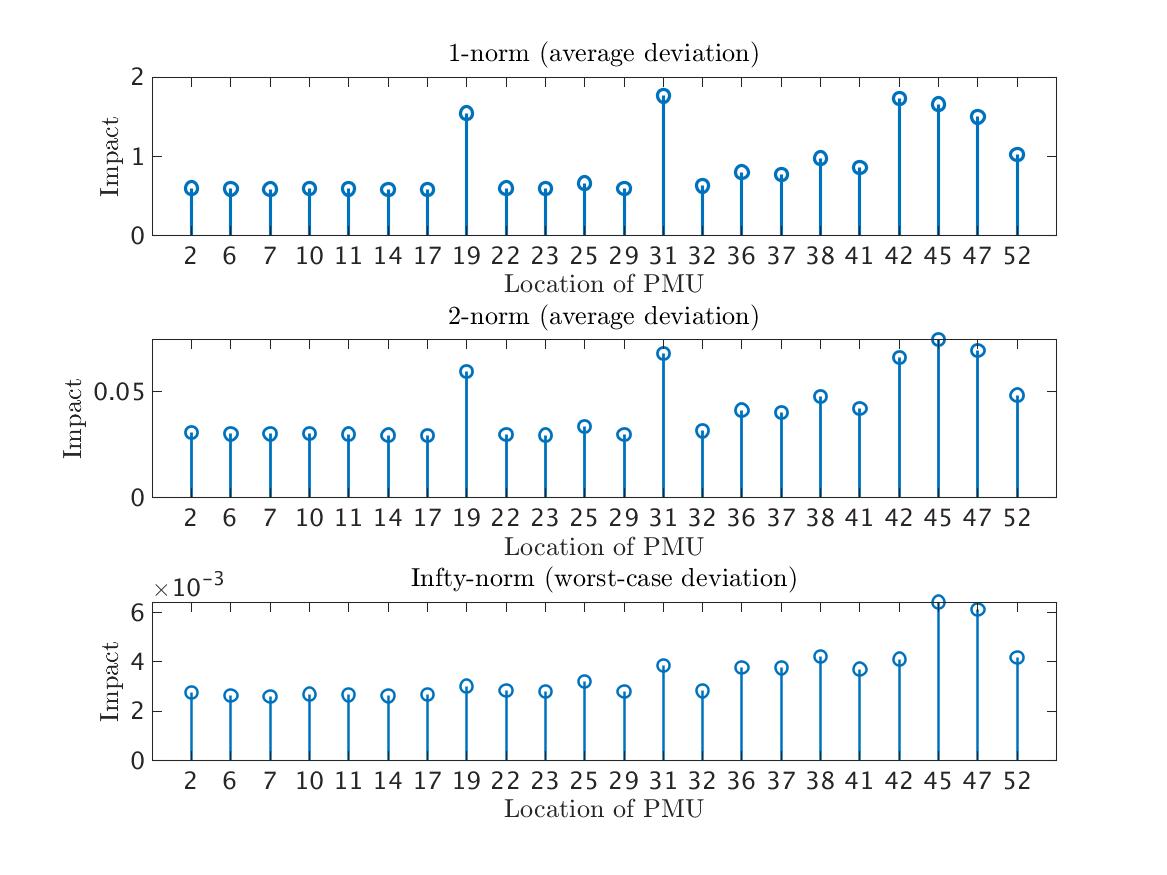 1-norm (average deviation)
2
1
0
Impact
2 6 7 10 11 14 17 19 22 23 25 29 31 32 36 37 38 41 42 45 47 52
Location of PMU
2-norm (average deviation)
0.05
0
Impact
2 6 7 10 11 14 17 19 22 23 25 29 31 32 36 37 38 41 42 45 47 52
Location of PMU
Infty-norm (worst-case deviation)
×10⁻³
6
4
2
0
Impact
2 6 7 10 11 14 17 19 22 23 25 29 31 32 36 37 38 41 42 45 47 52
Location of PMU